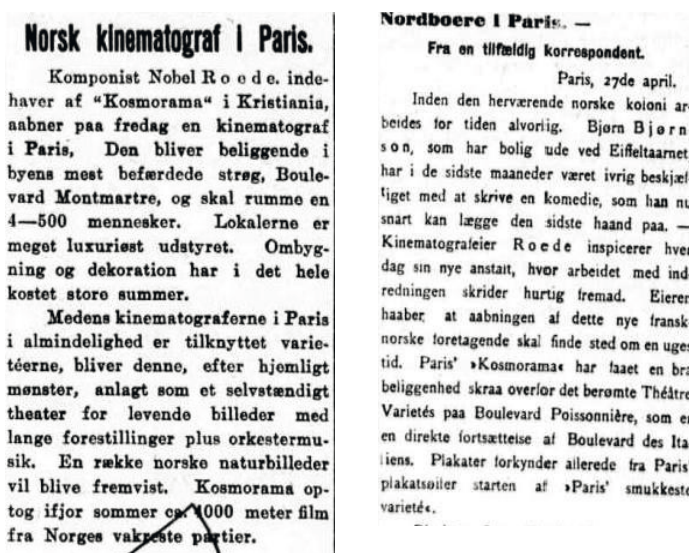 Norsk kinematograf i Paris.
Komponist Nobel Roede. inde-
haver af "Kosmorama" i Kristiania,
aabner paa fredag en kinematograf
i Paris, Den bliver beliggende i
byens mest befærdede strøg, Boule-
vard Montmartre, og skal rumme en
4—500 mennesker. Lokalerne er
meget luxuriøst udstyret. Ombyg-
ning og dekoration har i det hele
kostet store summer.
Medens kinematograferne i Paris
i almindelighed er tilknyttet varie-
téerne, bliver denne, efter hjemligt
mønster, anlagt som et selvstændigt
theater for levende billeder med
lange forestillinger plus orkestermu-
sik. En række norske naturbilleder
vil blive fremvist. Kosmorama op-
tog ifjor sommer ca. 4000 meter film
fra Norges vakreste partier.
Nordboere i Paris. —
Fra en tilfældig korrespondent.
Paris, 27de april.
Inden den herværende norske koloni ar-
beides for tiden alvorlig. Bjørn Bjørn-
son, som har bolig ude ved Eiffeltaarnet
har i de sidste maaneder været ivrig beskjæf-
tiget med at skrive en komedie, som han nu
snart kan lægge den sidste haand paa. —
Kinematografeier Roede inspicerer hver
dag sin nye anstalt, hvor arbeidet med ind-
redningen skrider hurtig fremad. Eieren
haaber, at aabningen af dette nye fransk-
norske foretagende skal finde sted om en uges
tid. Paris' »Kosmorama« har faaet en bra
beliggenhed skraa overfor det berømte Théâtre
Varietés paa Boulevard Poissonnière, som er
en direkte fortsættelse af Boulevard des Ita-
liens. Plakater forkynder allerede fra Paris'
plakatsøiler starten af »Paris' smukkeste
varieté«.